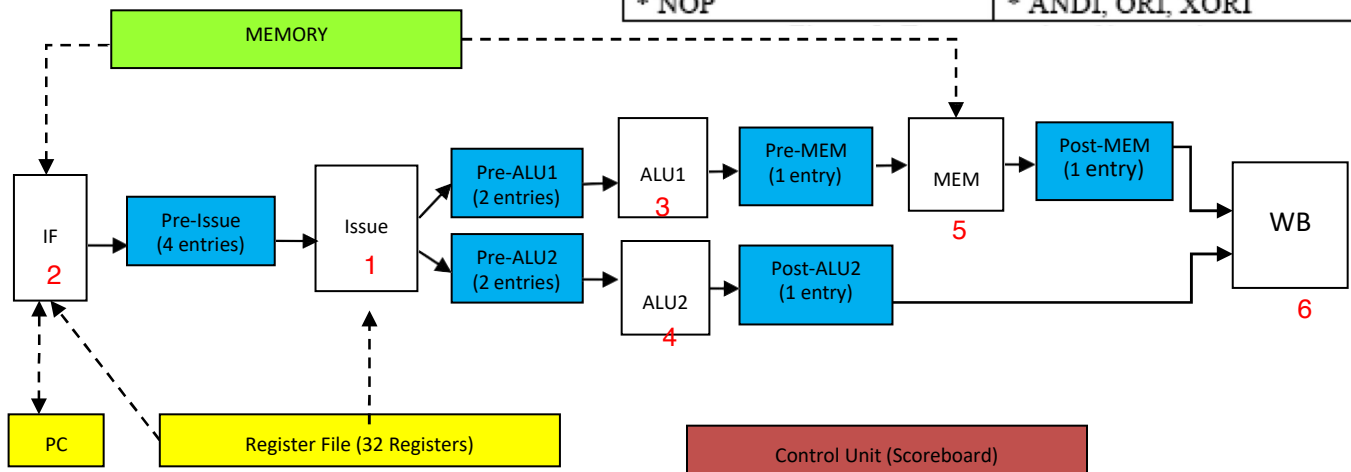 * NOP
* ANDI, ORI, XORI
MEMORY
IF
2
Pre-Issue
(4 entries)
Issue
1
Pre-ALU1
(2 entries)
Pre-ALU2
(2 entries)
ALU1
3
ALU2
4
Pre-MEM
(1 entry)
Post-ALU2
(1 entry)
MEM
5
Post-MEM
(1 entry)
WB
6
PC
Register File (32 Registers)
Control Unit (Scoreboard)